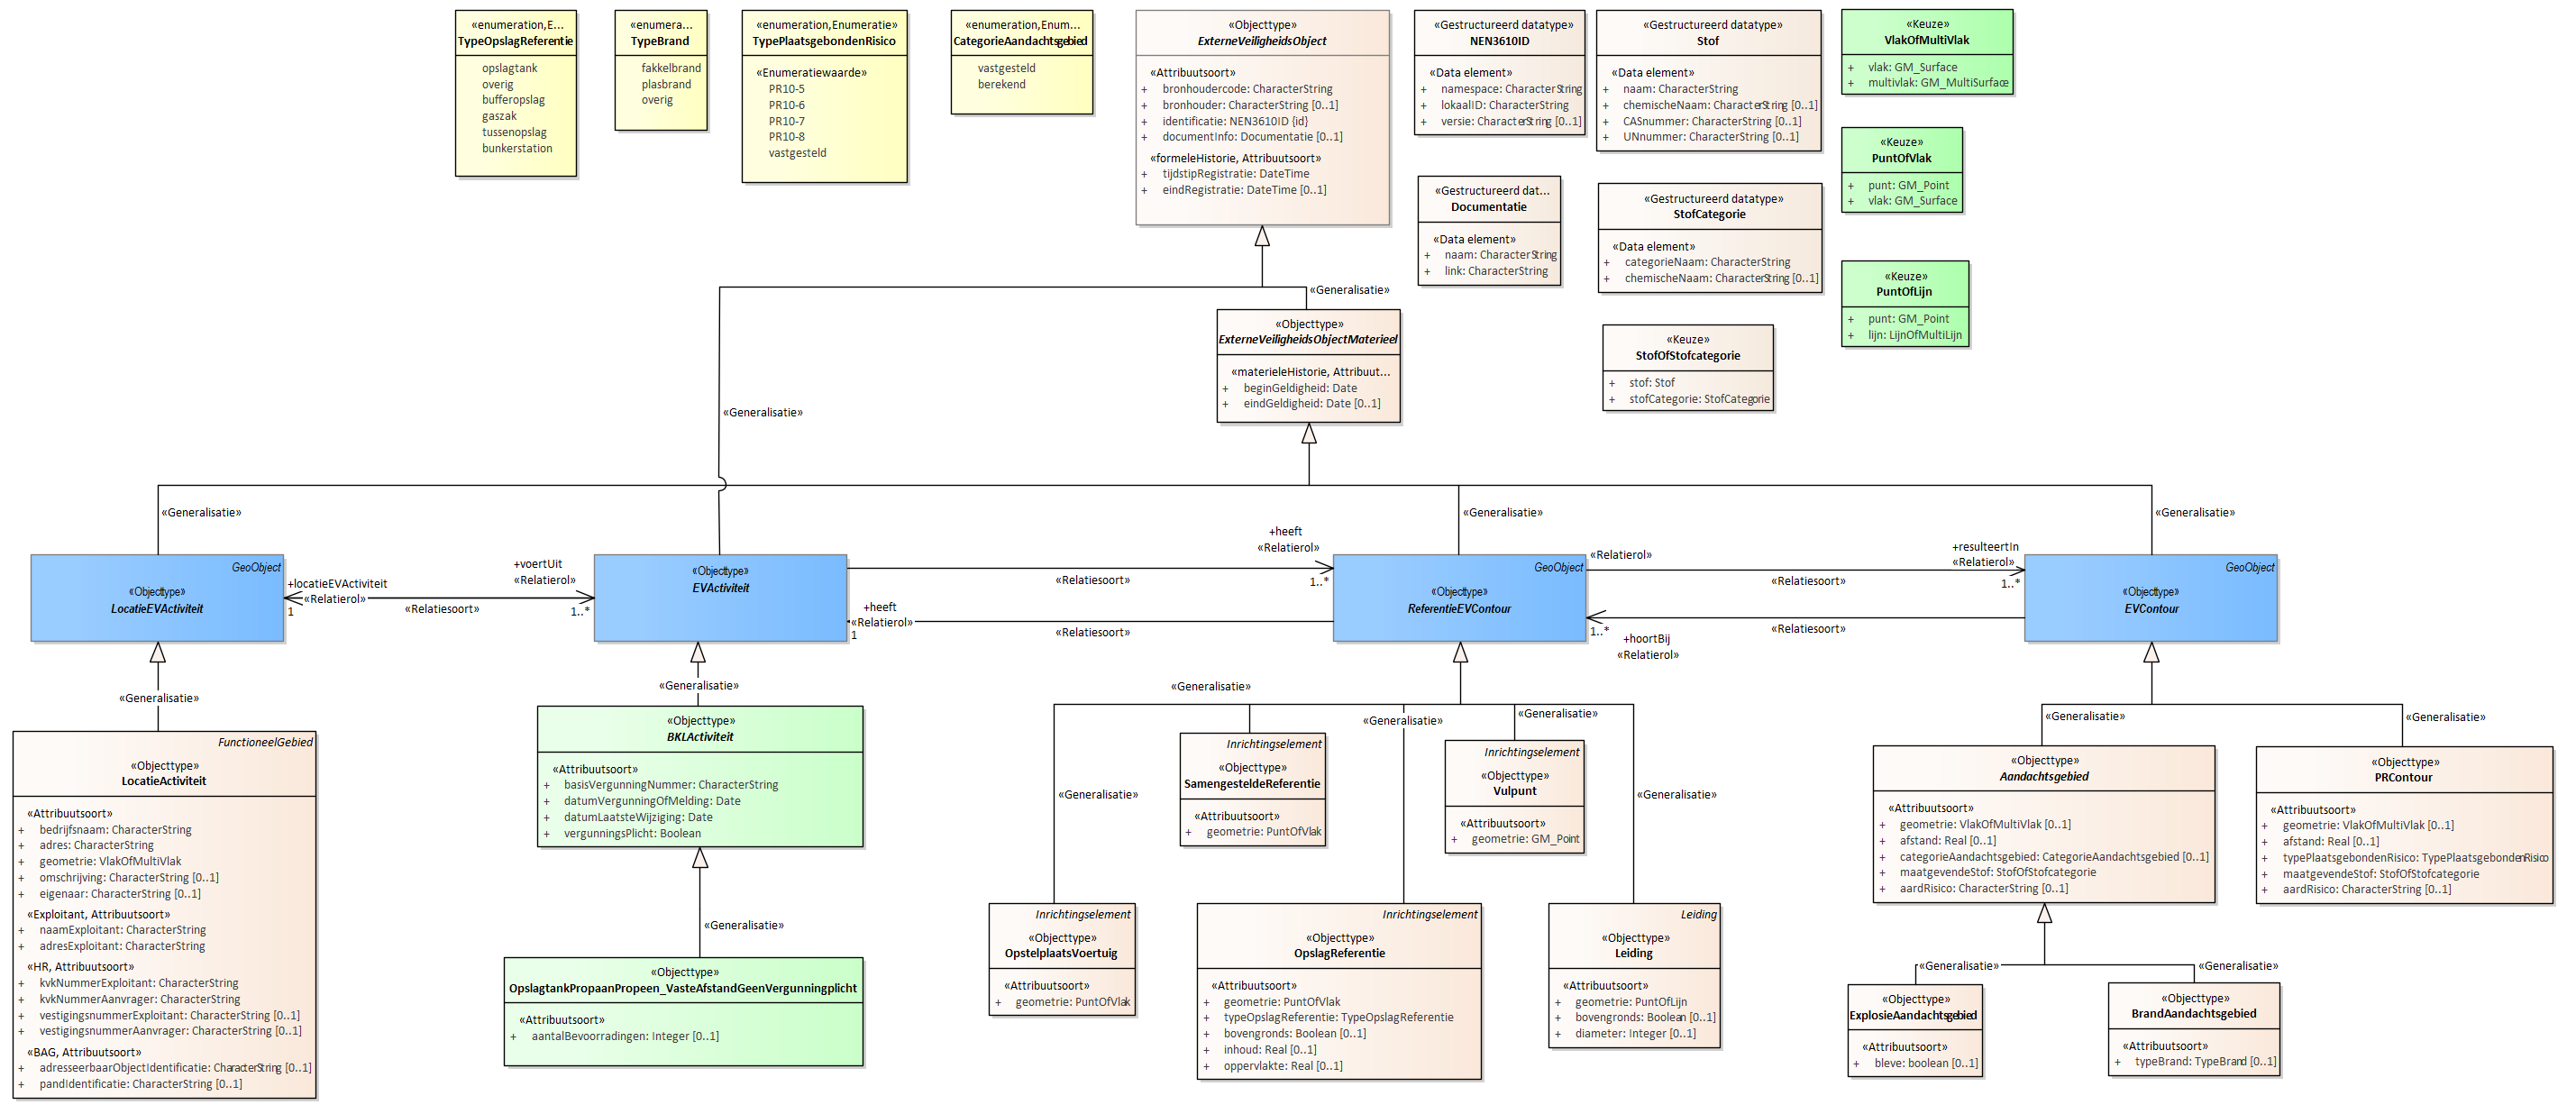 «enumeration,E...
TypeOpslagReferentie
opslagtank
overig
bufferopslag
gaszak
tussenopslag
bunkerstation
«enumera...
TypeBrand
fakkelbrand
plasbrand
overig
«enumeration,Enumeratie»
TypePlaatsgebondenRisico
«Enumeratiewaarde»
PR10-5
PR10-6
PR10-7
PR10-8
vastgesteld
«enumeration,Enum...
CategorieAandachtsgebied
vastgesteld
berekend
«Objecttype»
ExterneVeiligheidsObject
«Attribuutsoort»
+ bronhoudercode: CharacterString
+ bronhouder: CharacterString [0..1]
+ identificatie: NEN3610ID {id}
+ documentInfo: Documentatie [0..1]
«formeleHistorie, Attribuutsoort»
+ tijdstipRegistratie: DateTime
+ eindRegistratie: DateTime [0..1]
«Gestructureerd datatype»
NEN3610ID
«Data element»
+ namespace: CharacterString
+ lokaalID: CharacterString
+ versie: CharacterString [0..1]
«Gestructureerd datatype»
Stof
«Data element»
+ naam: CharacterString
+ chemischeNaam: CharacterString [0..1]
+ CASnummer: CharacterString [0..1]
+ UNnummer: CharacterString [0..1]
«Keuze»
VlakOfMultiVlak
+ vlak: GM_Surface
+ multivlak: GM_MultiSurface
«Keuze»
PuntOfVlak
+ punt: GM_Point
+ vlak: GM_Surface
«Gestructureerd dat...
Documentatie
«Data element»
+ naam: CharacterString
+ link: CharacterString
«Gestructureerd datatype»
StofCategorie
«Data element»
+ categorieNaam: CharacterString
+ chemischeNaam: CharacterString [0..1]
«Keuze»
PuntOfLijn
+ punt: GM_Point
+ lijn: LijnOfMultiLijn
«Keuze»
StofOfStofcategorie
+ stof: Stof
+ stofCategorie: StofCategorie
«Generalisatie»
«Objecttype»
ExterneVeiligheidsObjectMaterieel
«materieleHistorie, Attribuut...
+ beginGeldigheid: Date
+ eindGeldigheid: Date [0..1]
«Generalisatie»
«Generalisatie»
«Generalisatie»
«Generalisatie»
GeoObject
«Objecttype»
LocatieEVActiviteit
+locatieEVActiviteit
«Relatierol»
1
«Relatiesoort»
+voertUit
«Relatierol»
1..*
«Objecttype»
EVActiviteit
+heeft
«Relatierol»
1..*
«Relatiesoort»
+heeft
«Relatierol»
1
«Relatiesoort»
GeoObject
«Objecttype»
ReferentieEVContour
«Relatierol»
«Relatiesoort»
+resulteertIn
«Relatierol»
1..*
1..*
+hoortBij
«Relatierol»
«Relatiesoort»
GeoObject
«Objecttype»
EVContour
«Generalisatie»
FunctioneelGebied
«Objecttype»
LocatieActiviteit
«Attribuutsoort»
+ bedrijfsnaam: CharacterString
+ adres: CharacterString
+ geometrie: VlakOfMultiVlak
+ omschrijving: CharacterString [0..1]
+ eigenaar: CharacterString [0..1]
«Exploitant, Attribuutsoort»
+ naamExploitant: CharacterString
+ adresExploitant: CharacterString
«HR, Attribuutsoort»
+ kvkNummerExploitant: CharacterString
+ kvkNummerAanvrager: CharacterString
+ vestigingsnummerExploitant: CharacterString [0..1]
+ vestigingsnummerAanvrager: CharacterString [0..1]
«BAG, Attribuutsoort»
+ adresseerbaarObjectIdentificatie: CharacterString [0..1]
+ pandIdentificatie: CharacterString [0..1]
«Generalisatie»
«Objecttype»
BKLActiviteit
«Attribuutsoort»
+ basisVergunningNummer: CharacterString
+ datumVergunningOfMelding: Date
+ datumLaatsteWijziging: Date
+ vergunningsPlicht: Boolean
«Generalisatie»
«Objecttype»
OpslagtankPropaanPropeen_VasteAfstandGeenVergunningplicht
«Attribuutsoort»
+ aantalBevoorradingen: Integer [0..1]
«Generalisatie»
«Generalisatie»
«Generalisatie»
«Generalisatie»
«Generalisatie»
Inrichtingselement
«Objecttype»
SamengesteldeReferentie
«Attribuutsoort»
+ geometrie: PuntOfVlak
Inrichtingselement
«Objecttype»
Vulpunt
«Attribuutsoort»
+ geometrie: GM_Point
Inrichtingselement
«Objecttype»
OpstelplaatsVoertuig
«Attribuutsoort»
+ geometrie: PuntOfVlak
Inrichtingselement
«Objecttype»
OpslagReferentie
«Attribuutsoort»
+ geometrie: PuntOfVlak
+ typeOpslagReferentie: TypeOpslagReferentie
+ bovengronds: Boolean [0..1]
+ inhoud: Real [0..1]
+ oppervlakte: Real [0..1]
Leiding
«Objecttype»
Leiding
«Attribuutsoort»
+ geometrie: PuntOfLijn
+ bovengronds: Boolean [0..1]
+ diameter: Integer [0..1]
«Generalisatie»
«Generalisatie»
«Objecttype»
Aandachtsgebied
«Attribuutsoort»
+ geometrie: VlakOfMultiVlak [0..1]
+ afstand: Real [0..1]
+ categorieAandachtsgebied: CategorieAandachtsgebied [0..1]
+ maatgevendeStof: StofOfStofcategorie
+ aardRisico: CharacterString [0..1]
«Objecttype»
PRContour
«Attribuutsoort»
+ geometrie: VlakOfMultiVlak [0..1]
+ afstand: Real [0..1]
+ typePlaatsgebondenRisico: TypePlaatsgebondenRisico
+ maatgevendeStof: StofOfStofcategorie
+ aardRisico: CharacterString [0..1]
«Generalisatie»
«Generalisatie»
«Objecttype»
ExplosieAandachtsgebied
«Attribuutsoort»
+ bleve: boolean [0..1]
«Objecttype»
BrandAandachtsgebied
«Attribuutsoort»
+ typeBrand: TypeBrand [0..1]